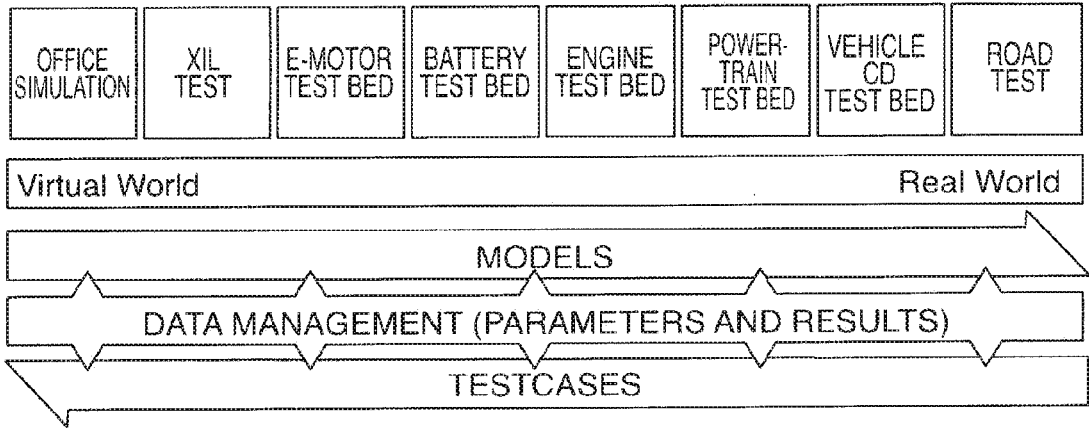 OFFICE
SIMULATION
XIL
TEST
E-MOTOR
TEST BED
BATTERY
TEST BED
ENGINE
TEST BED
POWER-
TRAIN
TEST BED
VEHICLE
CD
TEST BED
ROAD
TEST
Virtual World
Real World
MODELS
DATA MANAGEMENT (PARAMETERS AND RESULTS)
TESTCASES